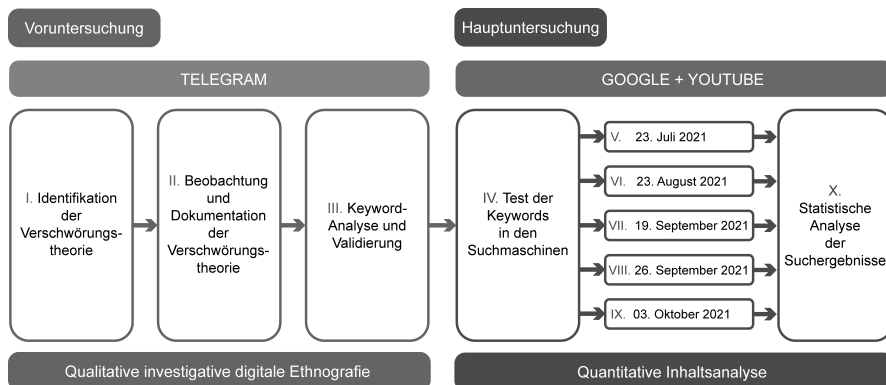 Voruntersuchung
Hauptuntersuchung
TELEGRAM
GOOGLE + YOUTUBE
I. Identifikation
der
Verschwörungs-
theorie
II. Beobachtung
und
Dokumentation
der
Verschwörungs-
theorie
III. Keyword-
Analyse und
Validierung
IV. Test der
Keywords
in den
Suchmaschinen
V. 23. Juli 2021
VI. 23. August 2021
VII. 19. September 2021
VIII. 26. September 2021
IX. 03. Oktober 2021
X.
Statistische
Analyse
der
Suchergebnisse
Qualitative investigative digitale Ethnografie
Quantitative Inhaltsanalyse